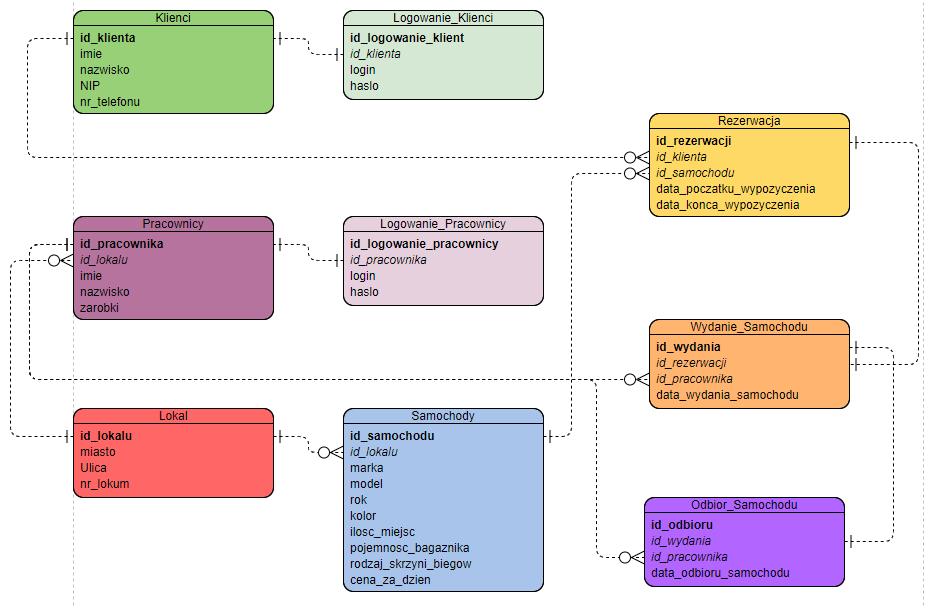 Klienci
id_klienta
imie
nazwisko
NIP
nr_telefonu
Logowanie_Klienci
id_logowanie_klient
id_klienta
login
haslo
Rezerwacja
id_rezerwacji
id_klienta
id_samochodu
data_poczatku_wypozyczenia
data_konca_wypozyczenia
Pracownicy
id_pracownika
id_lokalu
imie
nazwisko
zarobki
Logowanie_Pracownicy
id_logowanie_pracownicy
id_pracownika
login
haslo
Wydanie_Samochodu
id_wydania
id_rezerwacji
id_pracownika
data_wydania_samochodu
Lokal
id_lokalu
miasto
Ulica
nr_lokum
Samochody
id_samochodu
id_lokalu
marka
model
rok
kolor
ilosc_miejsc
pojemnosc_bagaznika
rodzaj_skrzyni_biegow
cena_za_dzien
Odbior_Samochodu
id_odbioru
id_wydania
id_pracownika
data_odbioru_samochodu